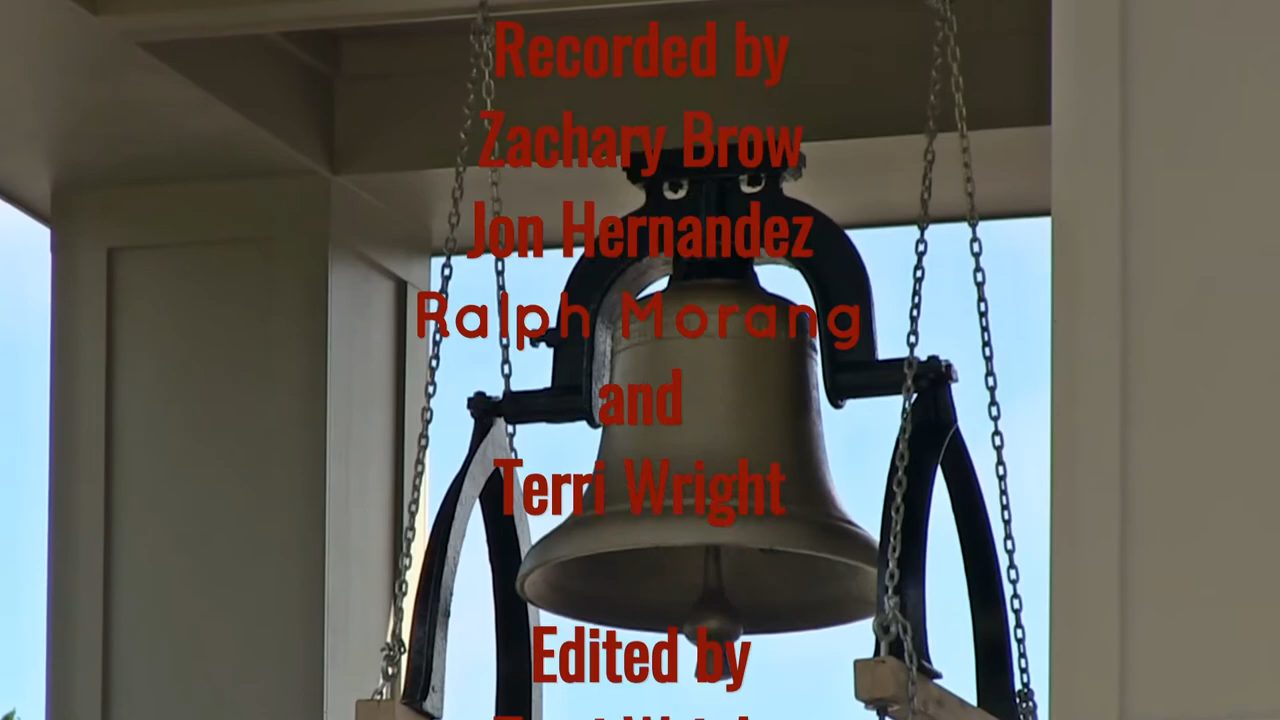 Recorded by
Zachary Brow
Jon Hernandez
Ralph Morang
and
Terri Wright
Edited by